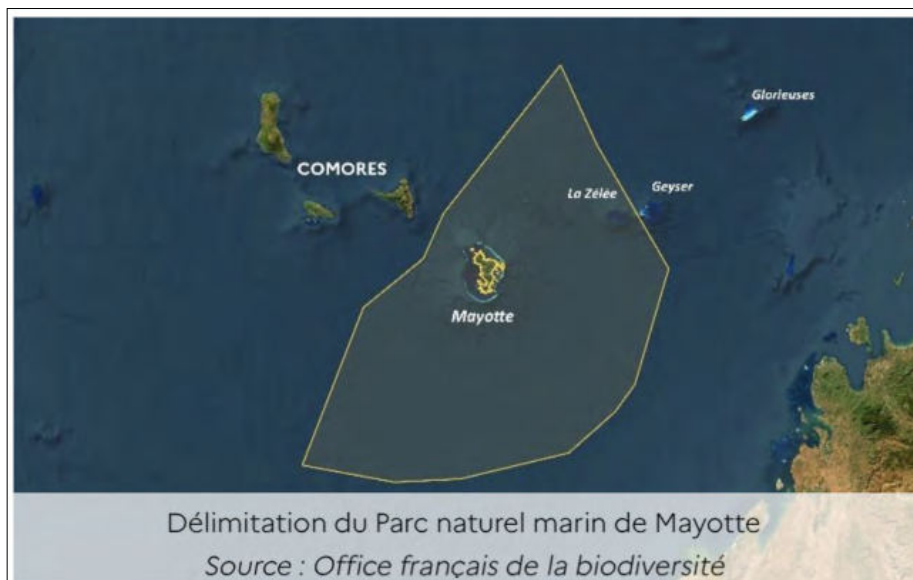 Glorieuses
COMORES
La Zélée
Geyser
Mayotte
Délimitation du Parc naturel marin de Mayotte
Source : Office français de la biodiversité